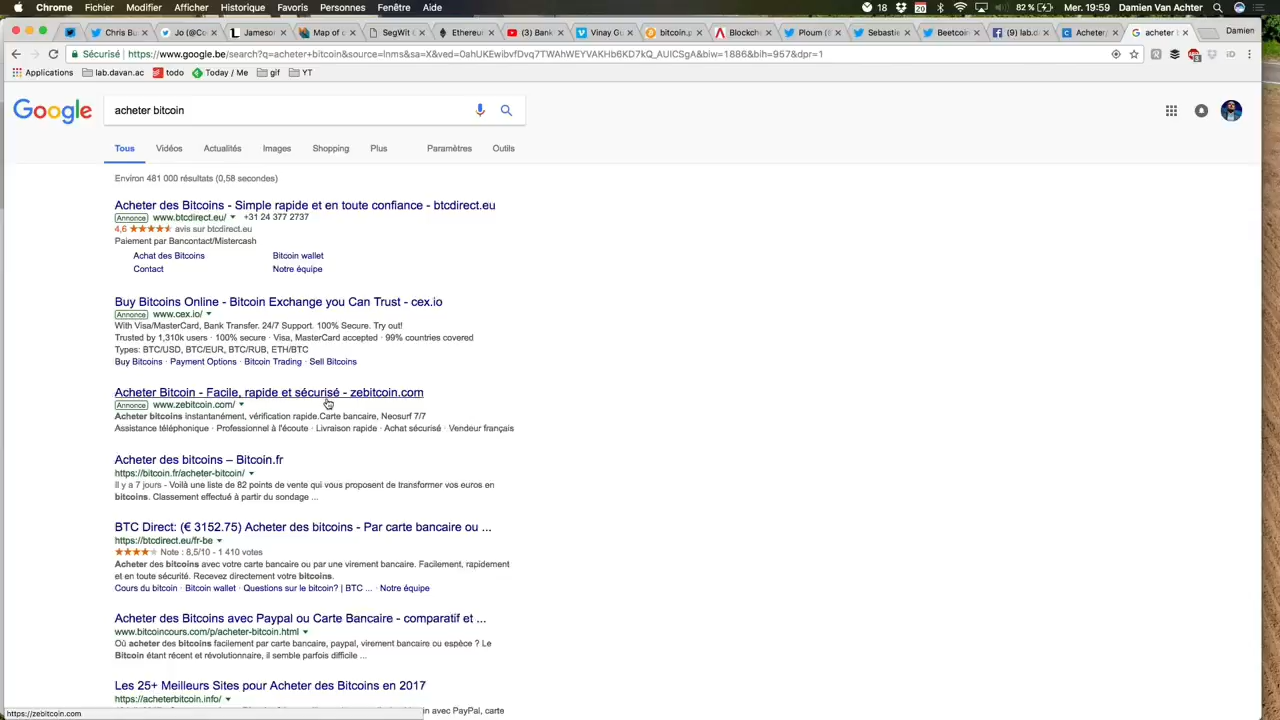 Chrome Fichier Modifier Afficher Historique Favoris Personnes Fenêtre Aide
20
Mer. 19:59 Damien Van Achter
Chris Bu
Jo (@Co
Jameso
Map of c
SegWit
Ethereu
(3) Banki
Vinay Gu
bitcoin.
Blockch
Ploum (
Sebasti
Beetcoi
(9) lab.d
Acheter
acheter
Damien
Sécurisé https://www.google.be/search?q=acheter+bitcoin&source=lnms&sa=X&ved=0ahUKEwibvfDvq7TWAhWEYVAKHb6KD7kQ_AUICSgA&biw=1886&bih=957&dpr=1
Applications lab.davan.ac todo Today / Me gif YT
Google
acheter bitcoin
Tous Vidéos Actualités Images Shopping Plus Paramètres Outils
Environ 481 000 résultats (0,58 secondes)
Acheter des Bitcoins - Simple rapide et en toute confiance - btcdirect.eu
Annonce www.btcdirect.eu/ +31 24 377 2737
4,6 avis sur btcdirect.eu
Paiement par Bancontact/Mistercash
Achat des Bitcoins Bitcoin wallet
Contact Notre équipe
Buy Bitcoins Online - Bitcoin Exchange you Can Trust - cex.io
Annonce www.cex.io/
With Visa/MasterCard, Bank Transfer. 24/7 Support. 100% Secure. Try out!
Trusted by 1,310k users · 100% secure · Visa, MasterCard accepted · 99% countries covered
Types: BTC/USD, BTC/EUR, BTC/RUB, ETH/BTC
Buy Bitcoins · Payment Options · Bitcoin Trading · Sell Bitcoins
Acheter Bitcoin - Facile, rapide et sécurisé - zebitcoin.com
Annonce www.zebitcoin.com/
Acheter bitcoins instantanément, vérification rapide.Carte bancaire, Neosurf 7/7
Assistance téléphonique · Professionnel à l'écoute · Livraison rapide · Achat sécurisé · Vendeur français
Acheter des bitcoins – Bitcoin.fr
https://bitcoin.fr/acheter-bitcoin/
Il y a 7 jours - Voilà une liste de 82 points de vente qui vous proposent de transformer vos euros en
bitcoins. Classement effectué à partir du sondage ...
BTC Direct: (€ 3152.75) Acheter des bitcoins - Par carte bancaire ou ...
https://btcdirect.eu/fr-be
Note : 8,5/10 - 1 410 votes
Acheter des bitcoins avec votre carte bancaire ou par une virement bancaire. Facilement, rapidement
et en toute sécurité. Recevez directement votre bitcoins.
Cours du bitcoin · Bitcoin wallet · Questions sur le bitcoin? | BTC ... · Notre équipe
Acheter des Bitcoins avec Paypal ou Carte Bancaire - comparatif et ...
www.bitcoincours.com/p/acheter-bitcoin.html
Où acheter des bitcoins facilement par carte bancaire, paypal, virement bancaire ou espèce ? Le
Bitcoin étant récent et révolutionnaire, il semble parfois difficile ...
Les 25+ Meilleurs Sites pour Acheter des Bitcoins en 2017
https://acheterbitcoin.info/
avec PayPal, carte
https://zebitcoin.com